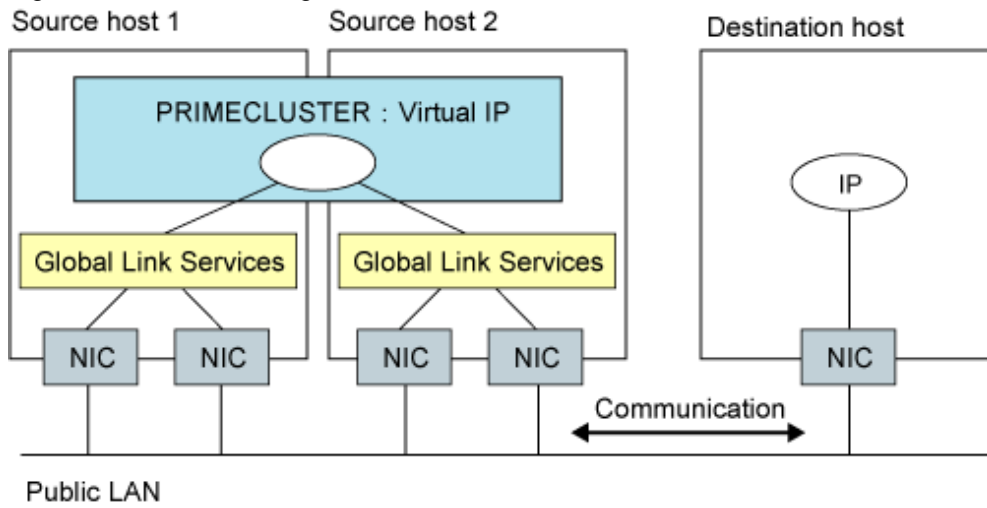 Source host 1
Source host 2
Destination host
PRIMECLUSTER : Virtual IP
IP
Global Link Services
Global Link Services
NIC
NIC
NIC
NIC
NIC
Communication
Public LAN